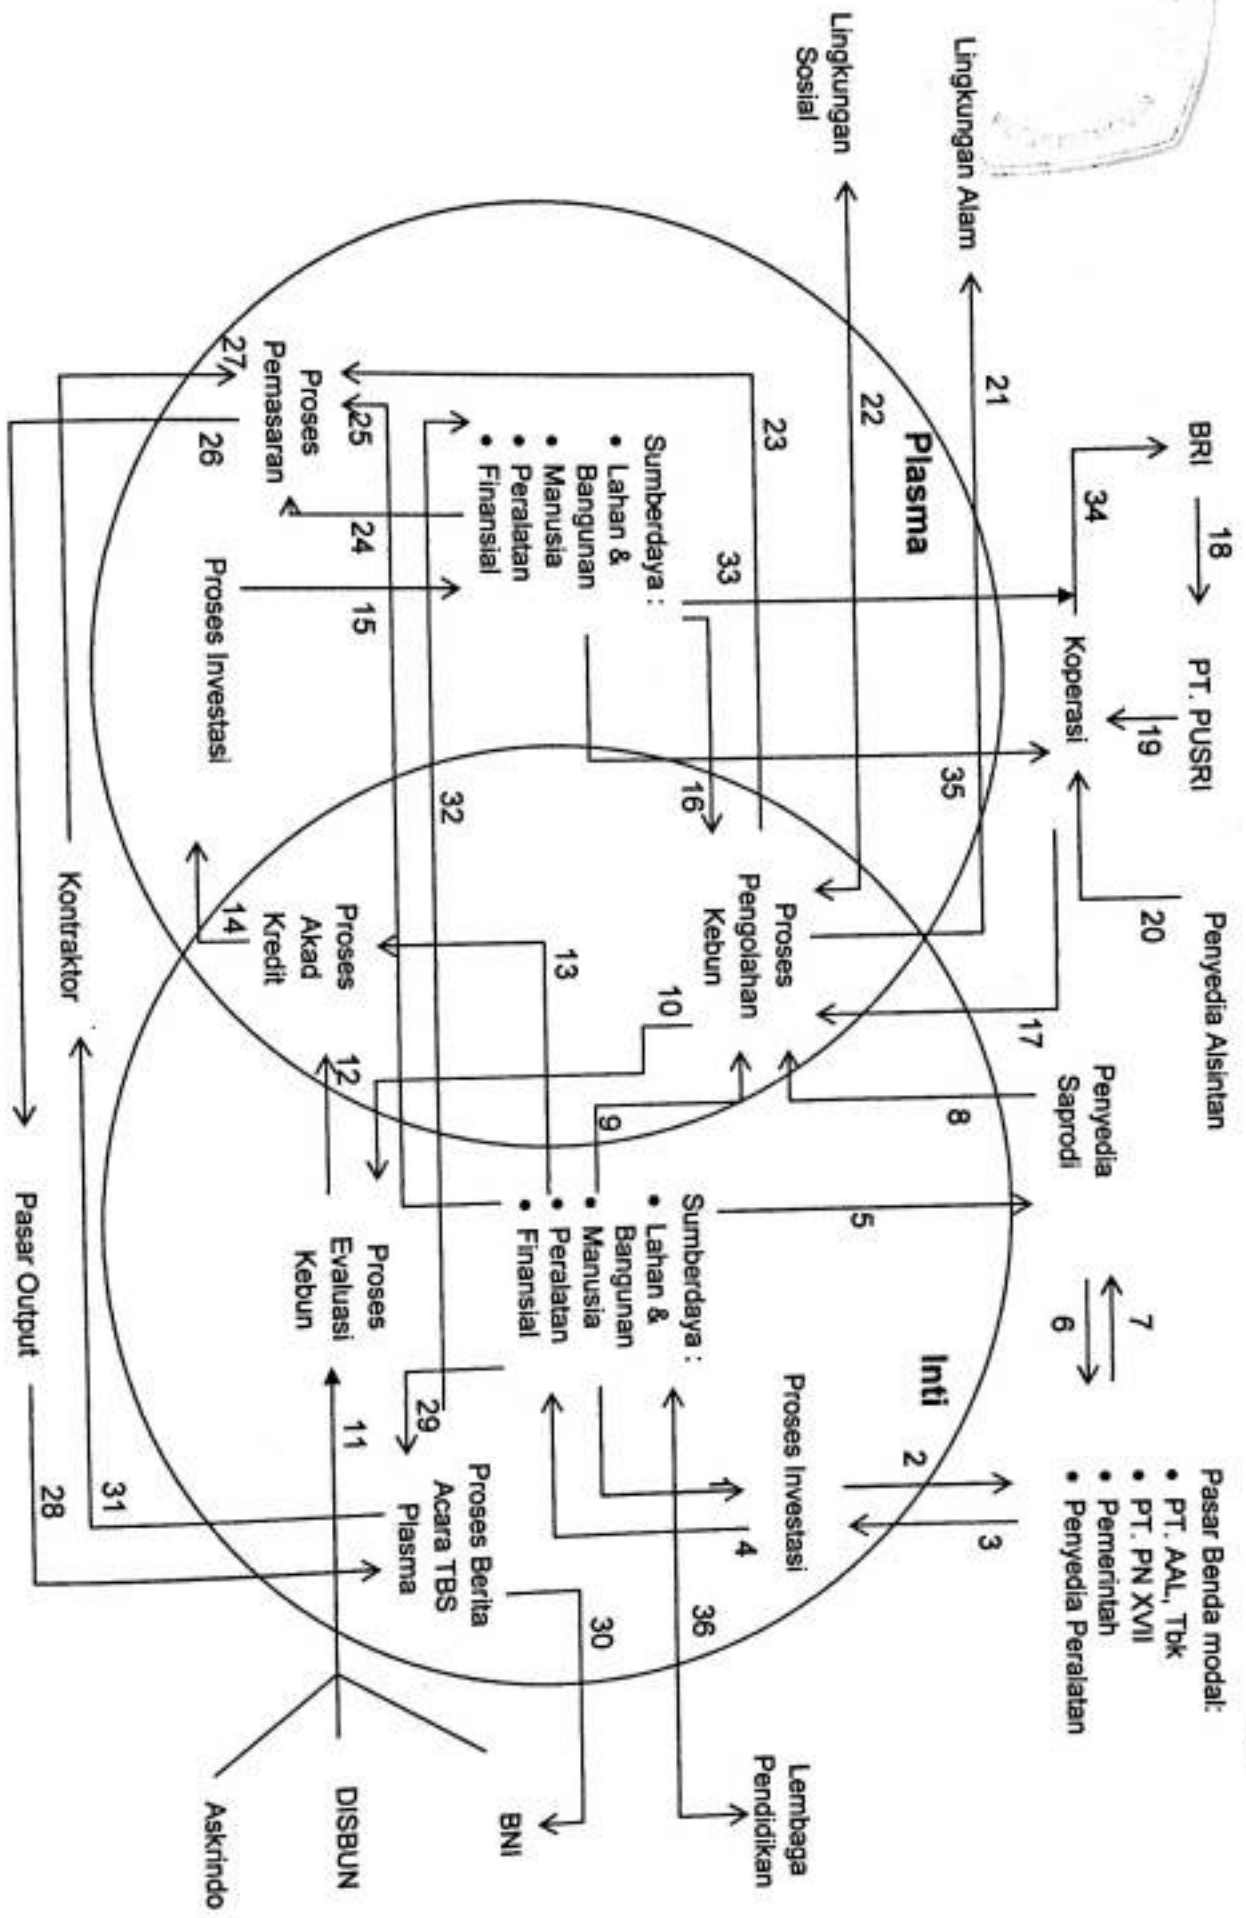 BRI
18
PT. PUSRI
Penyedia Alsintan
Pasar Benda modal:
• PT. AAL, Tbk
• PT. PN XVII
• Pemerintah
• Penyedia Peralatan
19
20
7
6
34
Koperasi
Penyedia
Saprodi
17
21
35
8
5
2
3
Lingkungan Alam
Lingkungan
Sosial
22
Plasma
Inti
23
33
16
Proses
Pengolahan
Kebun
Proses Investasi
1
4
36
Lembaga
Pendidikan
Sumberdaya :
• Lahan &
Bangunan
• Manusia
• Peralatan
• Finansial
10
9
13
Sumberdaya :
• Lahan &
Bangunan
• Manusia
• Peralatan
• Finansial
30
BNI
32
29
25
24
15
Proses
Pemasaran
27
26
Proses Investasi
Proses
Akad
Kredit
14
12
Proses
Evaluasi
Kebun
11
Proses Berita
Acara TBS
Plasma
DISBUN
Askrindo
Kontraktor
31
28
Pasar Output